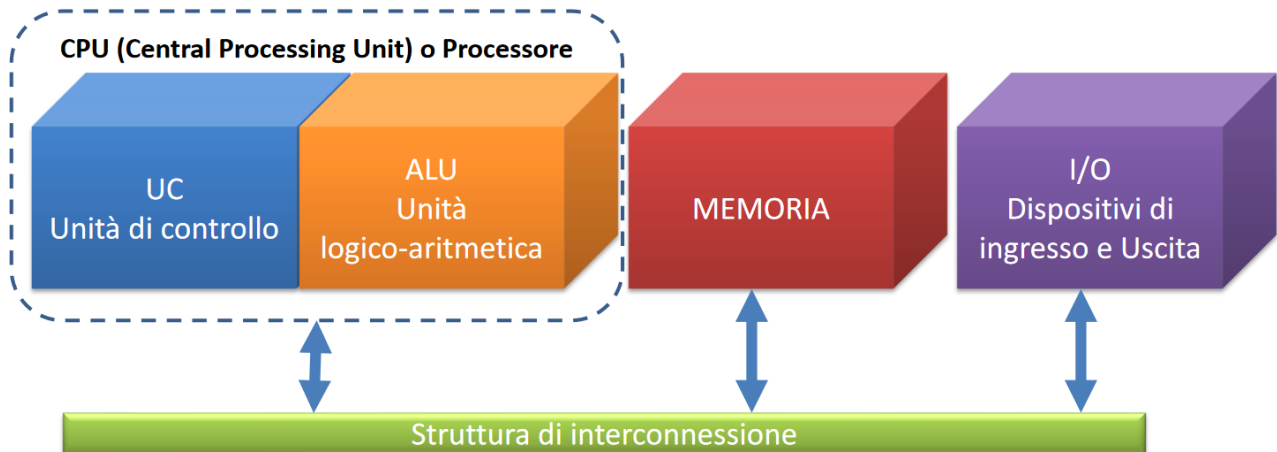 CPU (Central Processing Unit) o Processore
UC
Unità di controllo
ALU
Unità
logico-aritmetica
MEMORIA
I/O
Dispositivi di
ingresso e Uscita
Struttura di interconnessione